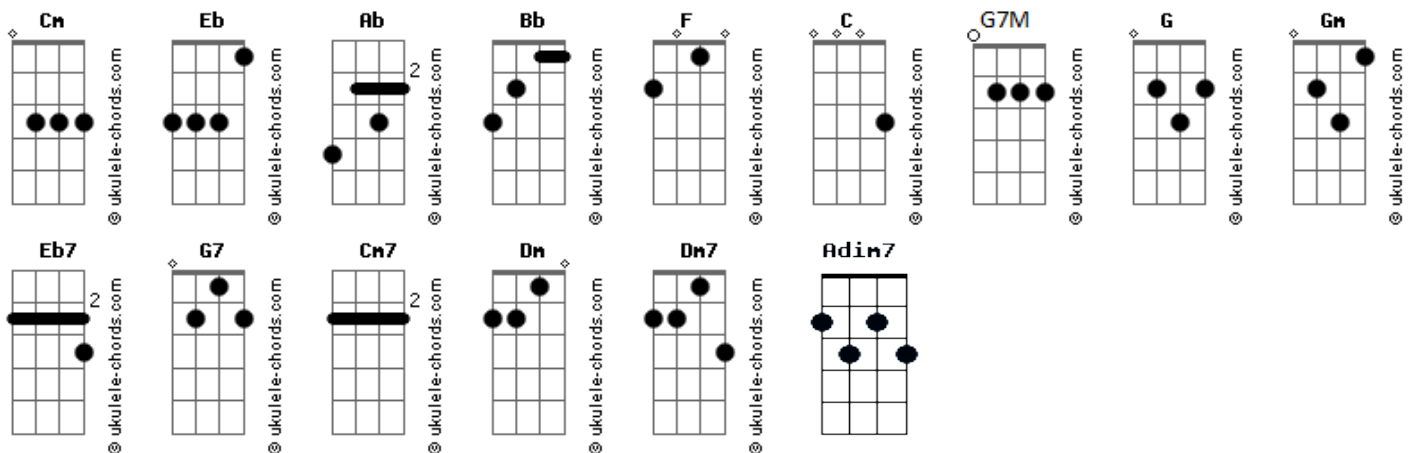 Cm Eb Ab Bb F C G7M G Gm
2
© ukulele-chords.com © ukulele-chords.com © ukulele-chords.com © ukulele-chords.com © ukulele-chords.com © ukulele-chords.com © ukulele-chords.com © ukulele-chords.com © ukulele-chords.com
Eb7 G7 Cm7 Dm Dm7 Adim7
2 2
© ukulele-chords.com © ukulele-chords.com © ukulele-chords.com © ukulele-chords.com © ukulele-chords.com